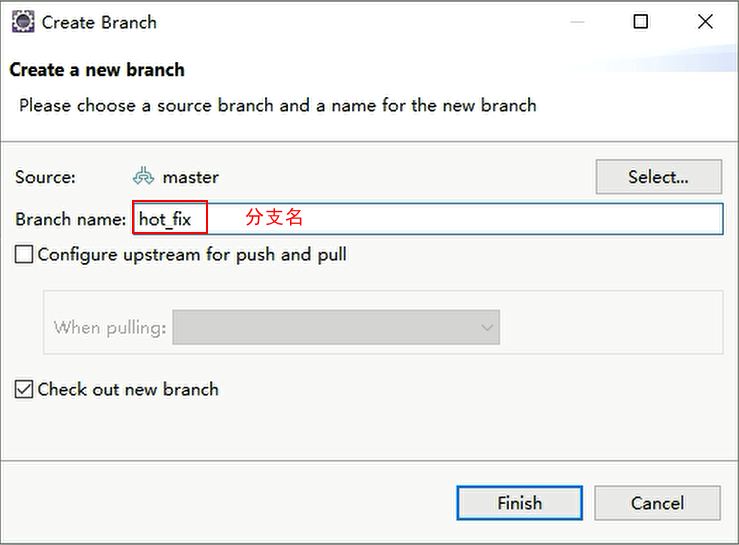 Create Branch
Create a new branch
Please choose a source branch and a name for the new branch
Source: master Select...
Branch name: hot_fix 分支名
Configure upstream for push and pull
When pulling:
Check out new branch
Finish Cancel